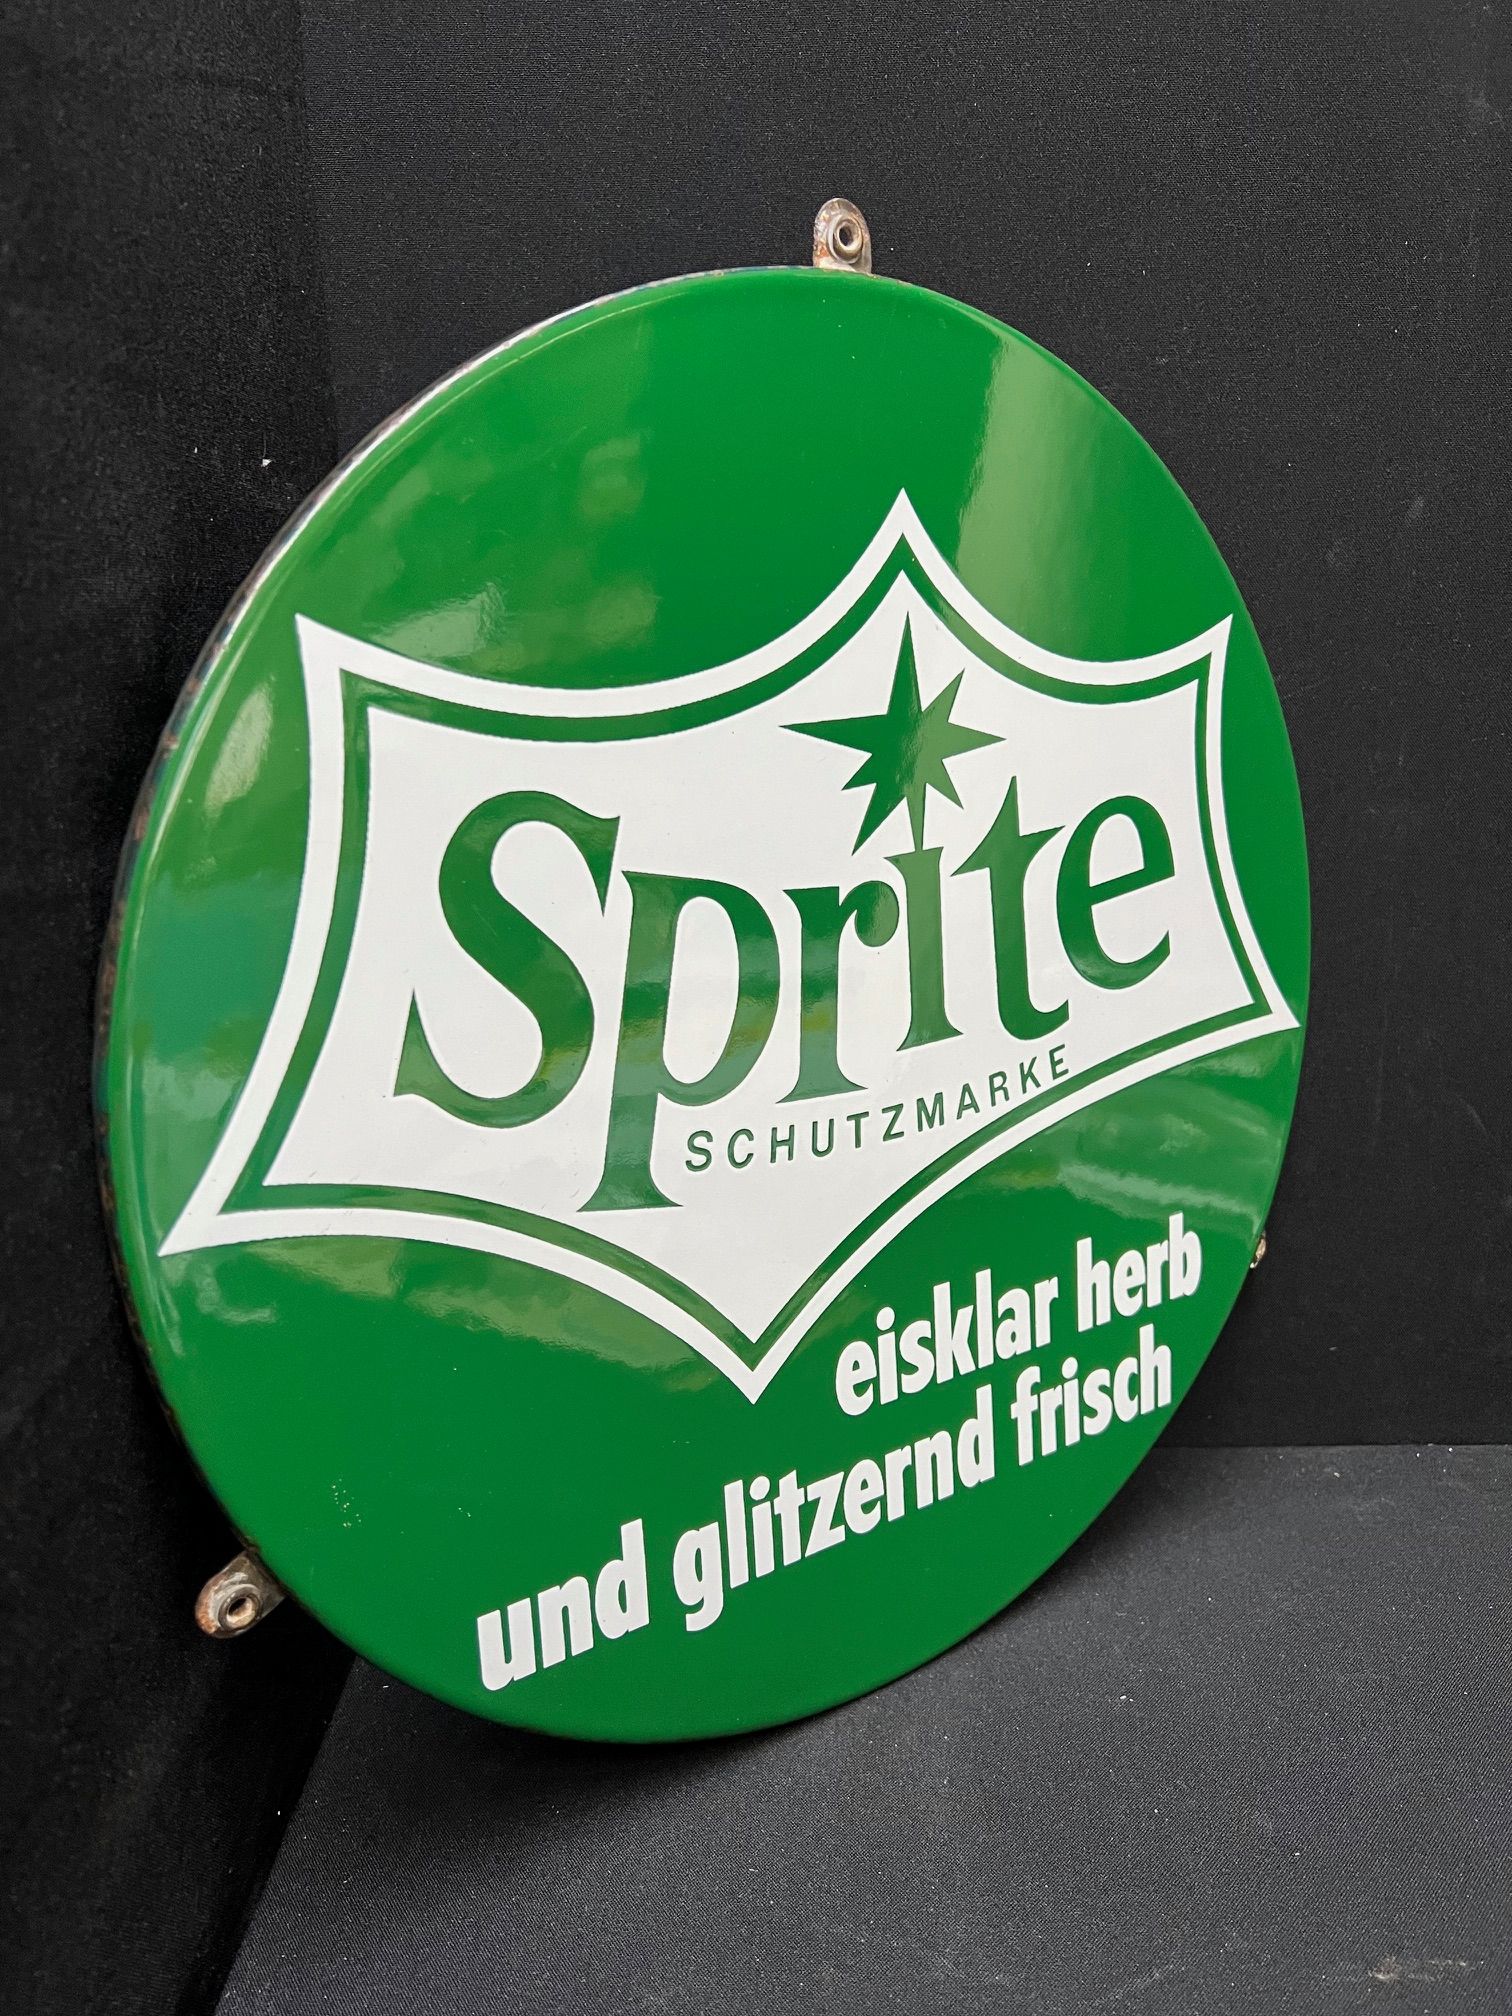 Sprite
SCHUTZMARKE
eisklar herb
und glitzernd frisch